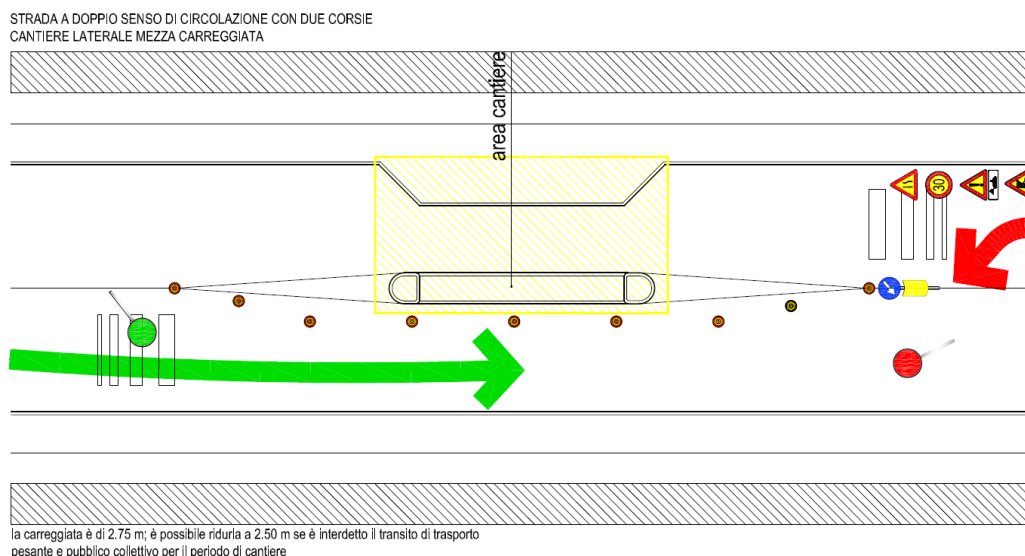 STRADA A DOPPIO SENSO DI CIRCOLAZIONE CON DUE CORSIE
CANTIERE LATERALE MEZZA CARREGGIATA
area cantiere
30
la carreggiata è di 2.75 m; è possibile ridurla a 2.50 m se è interdetto il transito di trasporto
pesante e pubblico collettivo per il periodo di cantiere